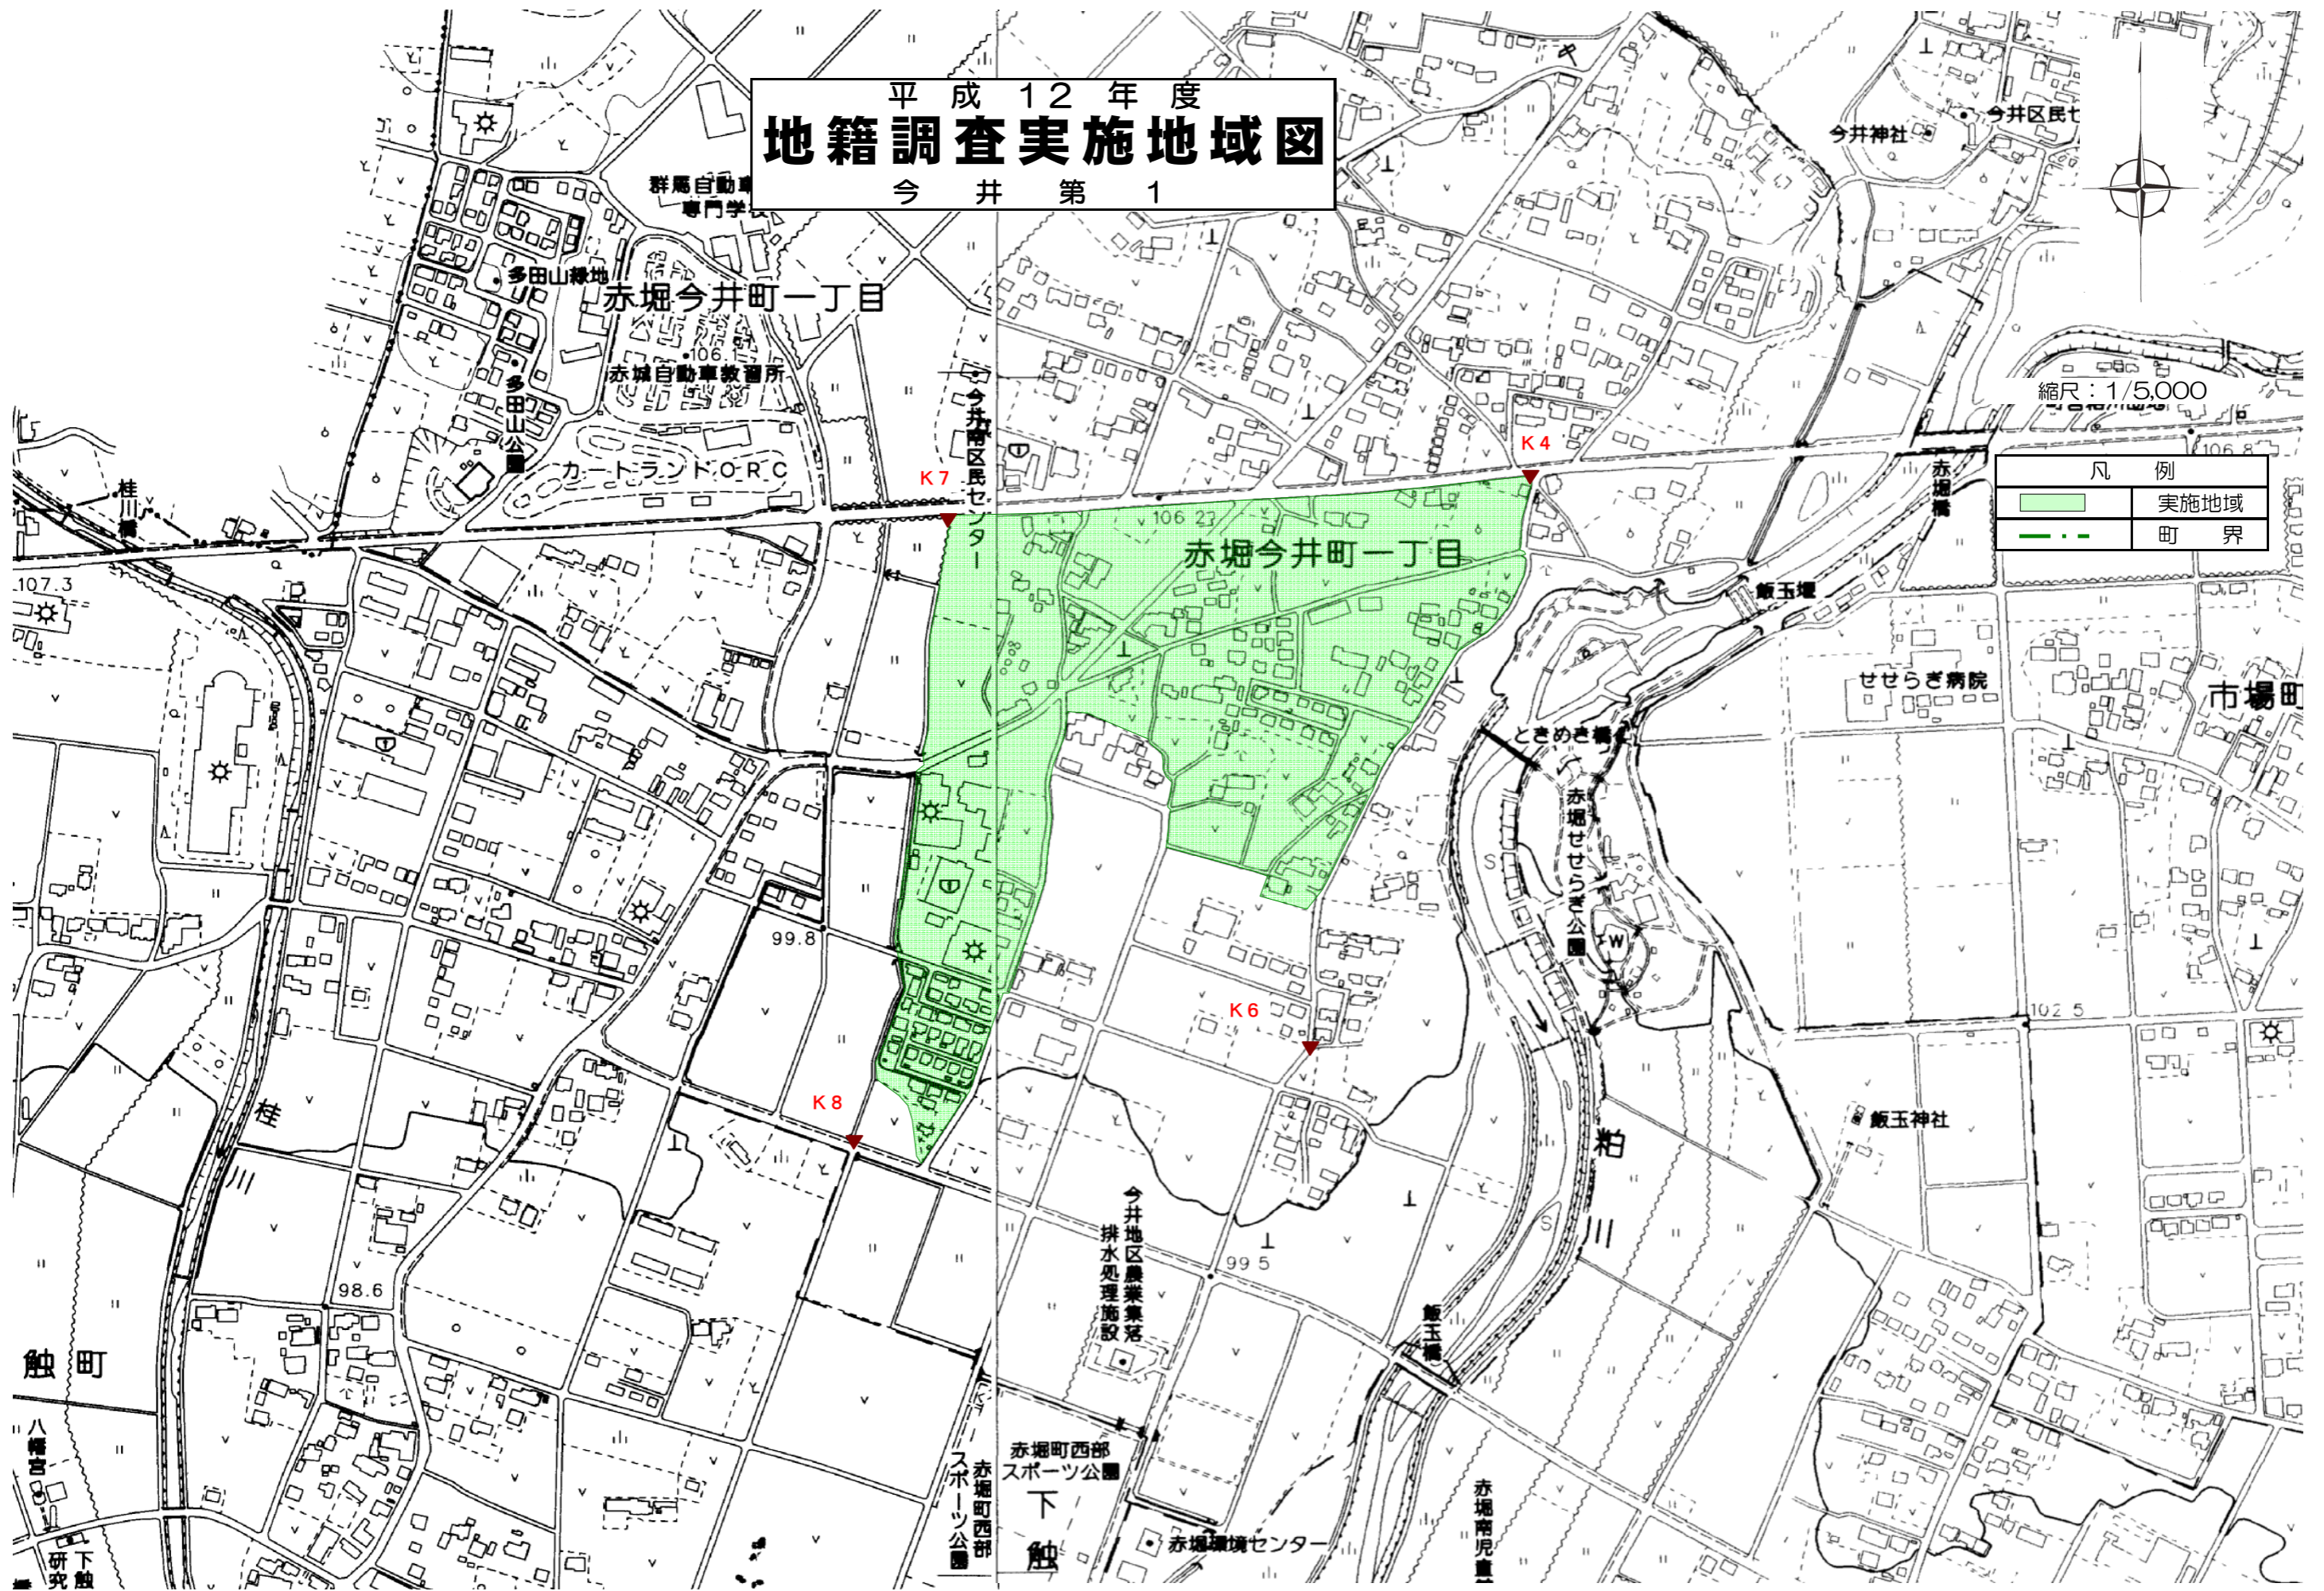 平成12年度
地籍調査実施地域図
今井第1
今井神社
群馬自動車
専門学
多田山緑地
赤堀今井町一丁目
106.1
赤城自動車教習所
多田山公園
今井南区民センター
縮尺：1/5,000
カートランドORC
K7
K4
106.8
赤堀橋
凡例
実施地域
町界
桂川橋
106 2
赤堀今井町一丁目
107.3
飯玉堰
せせらぎ病院
市場町
ときめき橋
赤堀せせらぎ公園
S
W
99.8
K6
102 5
K8
桂川
粕川
飯玉神社
S
今井地区農業集落
排水処理施設
99 5
98.6
飯玉橋
触町
八幡宮
赤堀町西部
スポーツ公園
赤堀町西部
スポーツ公園
下触
赤堀環境センター
赤堀南児童
下触
研究